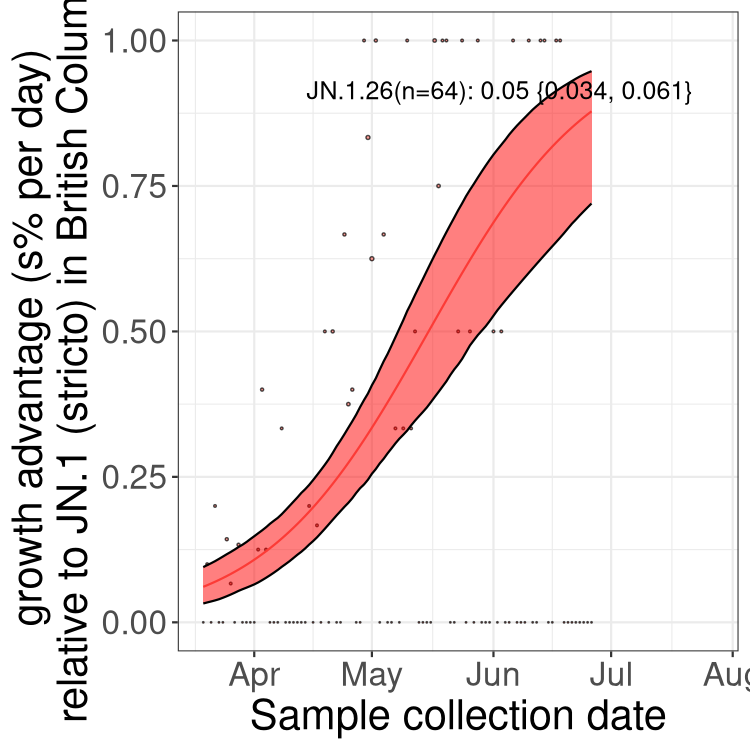 growth advantage (s% per day)
relative to JN.1 (stricto) in British Colum
1.00
0.75
0.50
0.25
0.00
JN.1.26(n=64): 0.05 {0.034, 0.061}
Apr May Jun Jul Aug
Sample collection date